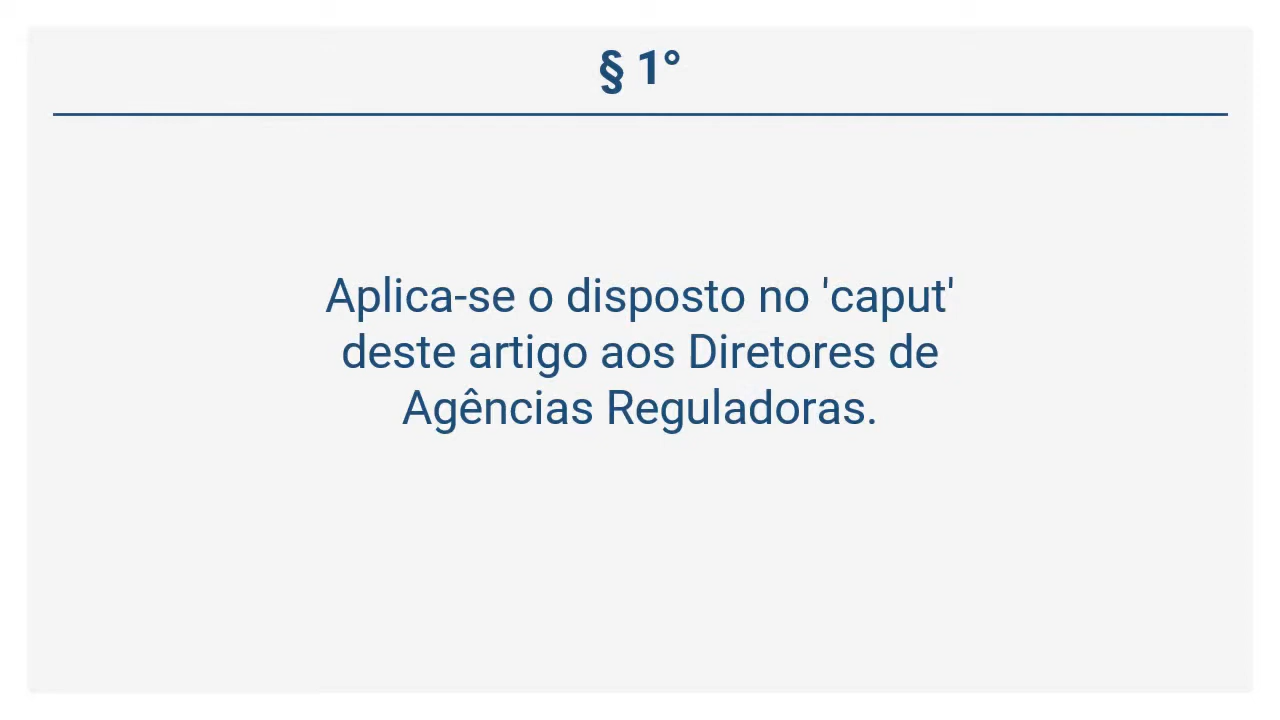 § 1°
Aplica-se o disposto no 'caput'
deste artigo aos Diretores de
Agências Reguladoras.